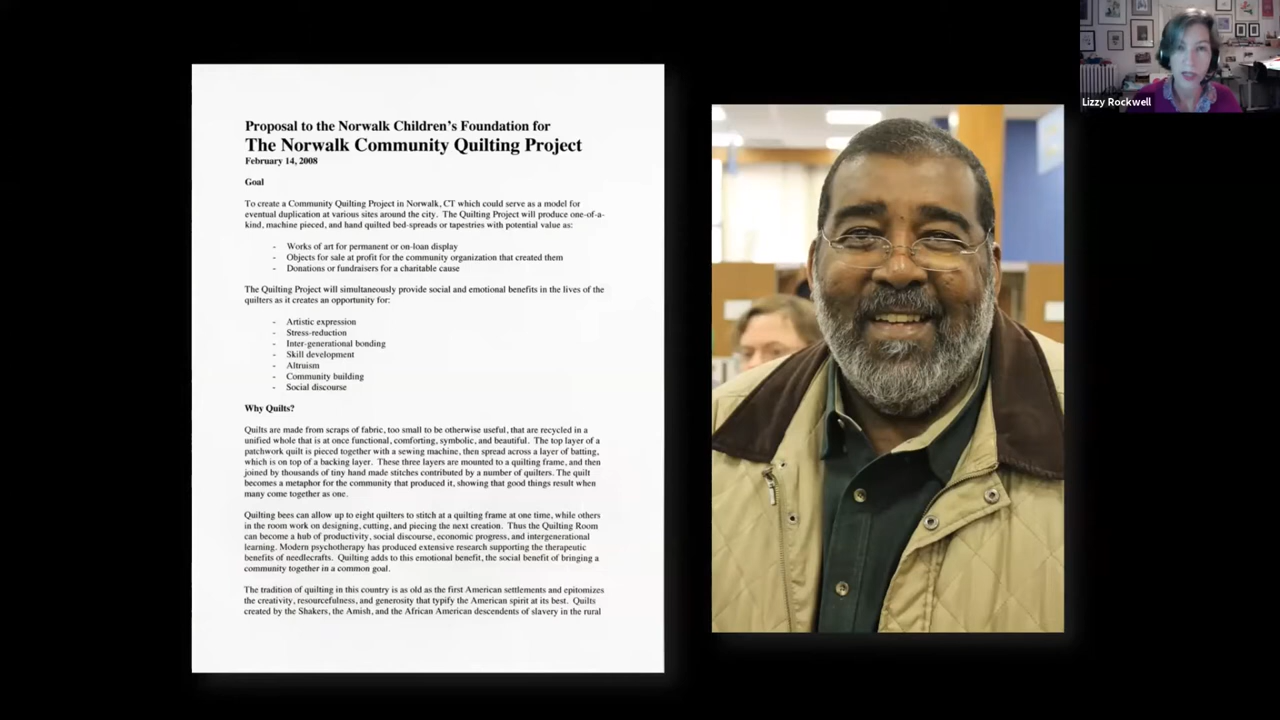 Proposal to the Norwalk Children's Foundation for
The Norwalk Community Quilting Project
February 14, 2008
Goal
To create a Community Quilting Project in Norwalk, CT which could serve as a model for
eventual duplication at various sites around the city. The Quilting Project will produce one-of-a-
kind, machine pieced, and hand quilted bed-spreads or tapestries with potential value as:
- Works of art for permanent or on-loan display
- Objects for sale at profit for the community organization that created them
- Donations or fundraisers for a charitable cause
The Quilting Project will simultaneously provide social and emotional benefits in the lives of the
quilters as it creates an opportunity for:
- Artistic expression
- Stress-reduction
- Inter-generational bonding
- Skill development
- Altruism
- Community building
- Social discourse
Why Quilts?
Quilts are made from scraps of fabric, too small to be otherwise useful, that are recycled in a
unified whole that is at once functional, comforting, symbolic, and beautiful. The top layer of a
patchwork quilt is pieced together with a sewing machine, then spread across a layer of batting,
which is on top of a backing layer. These three layers are mounted to a quilting frame, and then
joined by thousands of tiny hand made stitches contributed by a number of quilters. The quilt
becomes a metaphor for the community that produced it, showing that good things result when
many come together as one.
Quilting bees can allow up to eight quilters to stitch at a quilting frame at one time, while others
in the room work on designing, cutting, and piecing the next creation. Thus the Quilting Room
can become a hub of productivity, social discourse, economic progress, and intergenerational
learning. Modern psychotherapy has produced extensive research supporting the therapeutic
benefits of needlecrafts. Quilting adds to this emotional benefit, the social benefit of bringing a
community together in a common goal.
The tradition of quilting in this country is as old as the first American settlements and epitomizes
the creativity, resourcefulness, and generosity that typify the American spirit at its best. Quilts
created by the Shakers, the Amish, and the African American descendents of slavery in the rural
Lizzy Rockwell